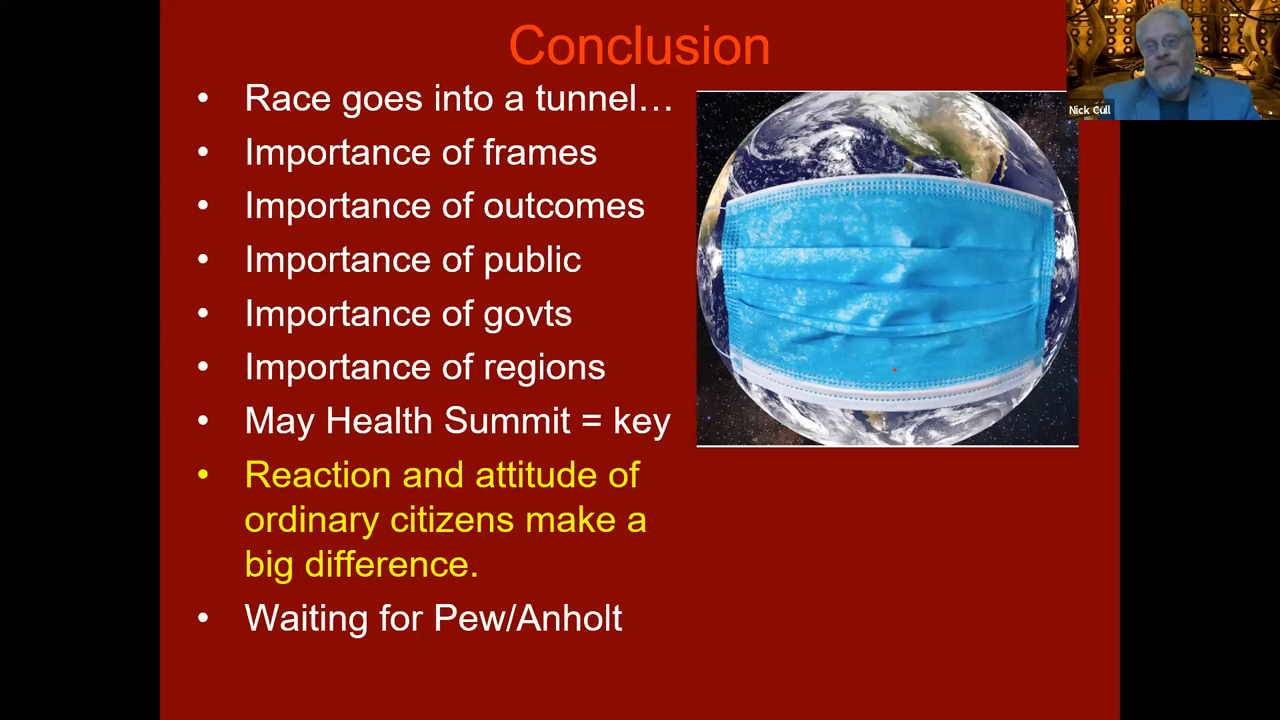 Conclusion
• Race goes into a tunnel…
• Importance of frames
• Importance of outcomes
• Importance of public
• Importance of govts
• Importance of regions
• May Health Summit = key
• Reaction and attitude of
ordinary citizens make a
big difference.
• Waiting for Pew/Anholt
Nick Cull